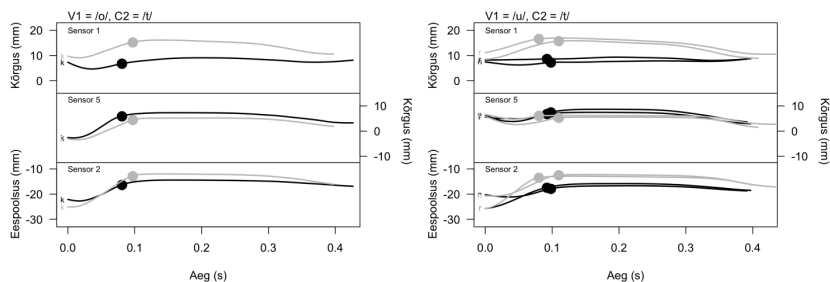 V1 = /o/, C2 = /t/
Sensor 1
Kõrgus (mm)
20
10
0
k
k
Sensor 5
Kõrgus (mm)
10
0
-10
k
k
Sensor 2
Eespoolsus (mm)
-10
-20
-30
k
k
0.0 0.1 0.2 0.3 0.4
Aeg (s)
V1 = /u/, C2 = /t/
Sensor 1
Kõrgus (mm)
20
10
0
r
Sensor 5
Kõrgus (mm)
10
0
-10
Sensor 2
Eespoolsus (mm)
-10
-20
-30
r
0.0 0.1 0.2 0.3 0.4
Aeg (s)